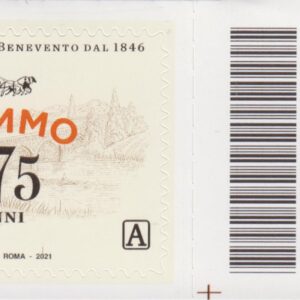 BENEVENTO DAL 1846
MMO
75
NNI
A
ROMA - 2021